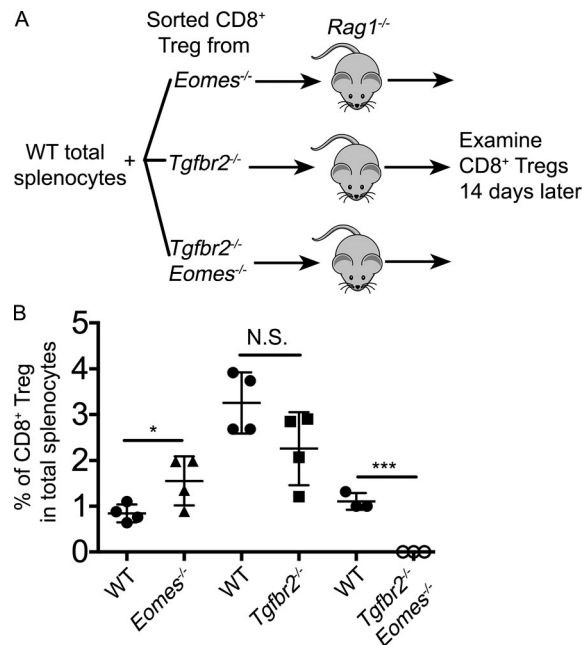 A
Sorted CD8⁺
Treg from
Rag1⁻/⁻
Eomes⁻/⁻
WT total
splenocytes
+
Tgfbr2⁻/⁻
Examine
CD8⁺ Tregs
14 days later
Tgfbr2⁻/⁻
Eomes⁻/⁻
B
% of CD8⁺ Treg
in total splenocytes
5
4
3
2
1
0
*
N.S.
***
WT
Eomes⁻/⁻
WT
Tgfbr2⁻/⁻
WT
Tgfbr2⁻/⁻
Eomes⁻/⁻